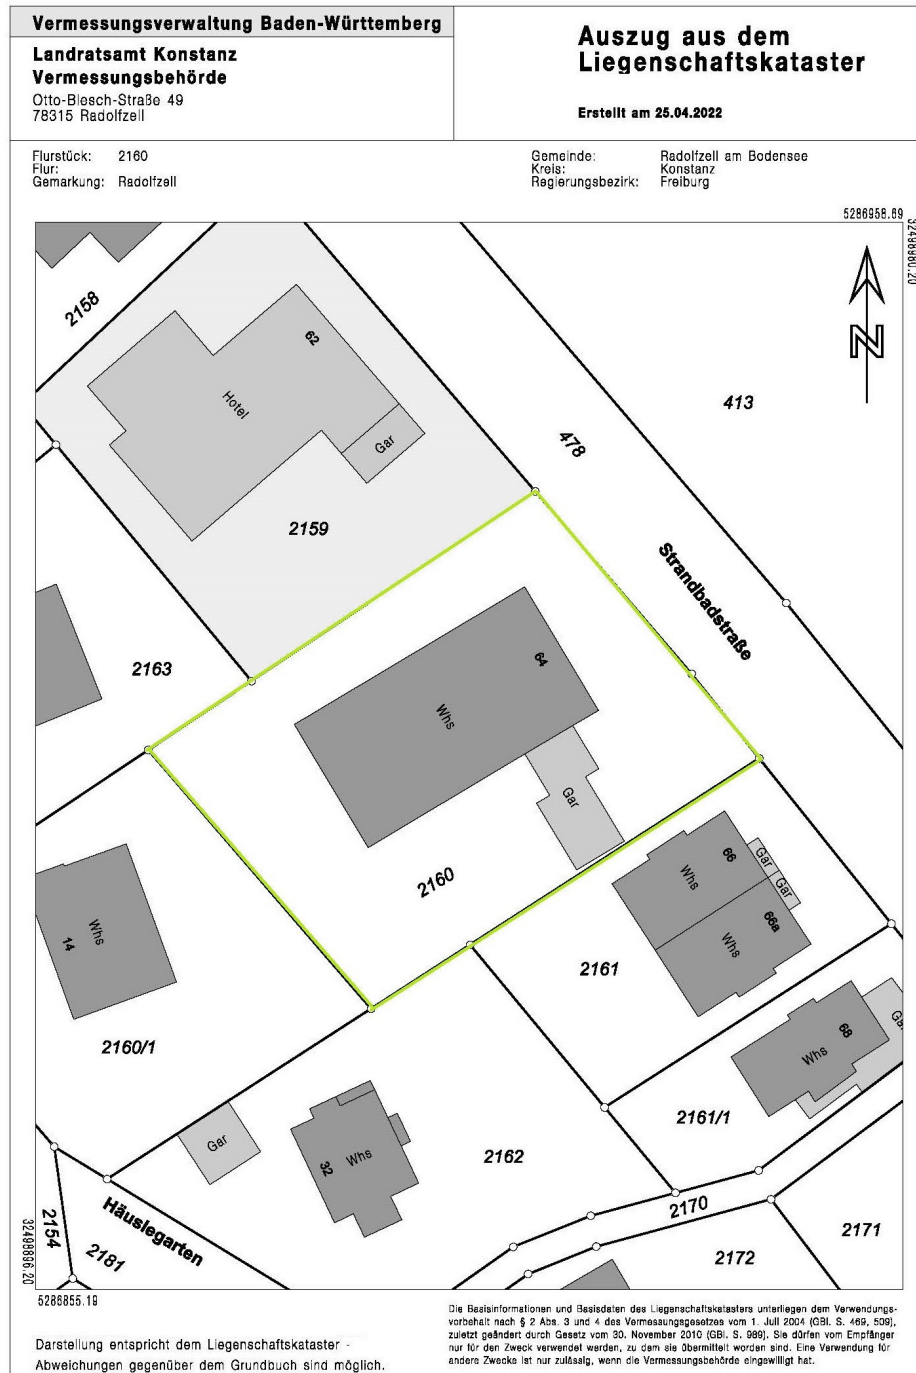 Vermessungsverwaltung Baden-Württemberg
Landratsamt Konstanz
Vermessungsbehörde
Otto-Blesch-Straße 49
78315 Radolfzell
Auszug aus dem
Liegenschaftskataster
Erstellt am 25.04.2022
Flurstück: 2160
Flur:
Gemarkung: Radolfzell
Gemeinde: Radolfzell am Bodensee
Kreis: Konstanz
Regierungsbezirk: Freiburg
5286958.69
32498980.20
N
2158
62
Hotel
Gar
413
478
2159
Strandbadstraße
2163
64
Whs
Gar
2160
66
Whs
Gar
Gar
66a
Whs
14
Whs
2161
2160/1
68
Whs
Gar
2161/1
Gar
32
Whs
2162
Häuslegarten
2154
2181
2170
2171
2172
32498896.20
5286855.19
Darstellung entspricht dem Liegenschaftskataster -
Abweichungen gegenüber dem Grundbuch sind möglich.
Die Basisinformationen und Basisdaten des Liegenschaftskatasters unterliegen dem Verwendungs-
vorbehalt nach § 2 Abs. 3 und 4 des Vermessungsgesetzes vom 1. Juli 2004 (GBl. S. 469, 509),
zuletzt geändert durch Gesetz vom 30. November 2010 (GBl. S. 989). Sie dürfen vom Empfänger
nur für den Zweck verwendet werden, zu dem sie übermittelt worden sind. Eine Verwendung für
andere Zwecke ist nur zulässig, wenn die Vermessungsbehörde eingewilligt hat.